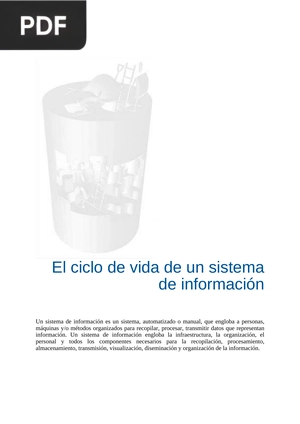 PDF
El ciclo de vida de un sistema
de información
Un sistema de información es un sistema, automatizado o manual, que engloba a personas,
máquinas y/o métodos organizados para recopilar, procesar, transmitir datos que representan
información. Un sistema de información engloba la infraestructura, la organización, el
personal y todos los componentes necesarios para la recopilación, procesamiento,
almacenamiento, transmisión, visualización, diseminación y organización de la información.